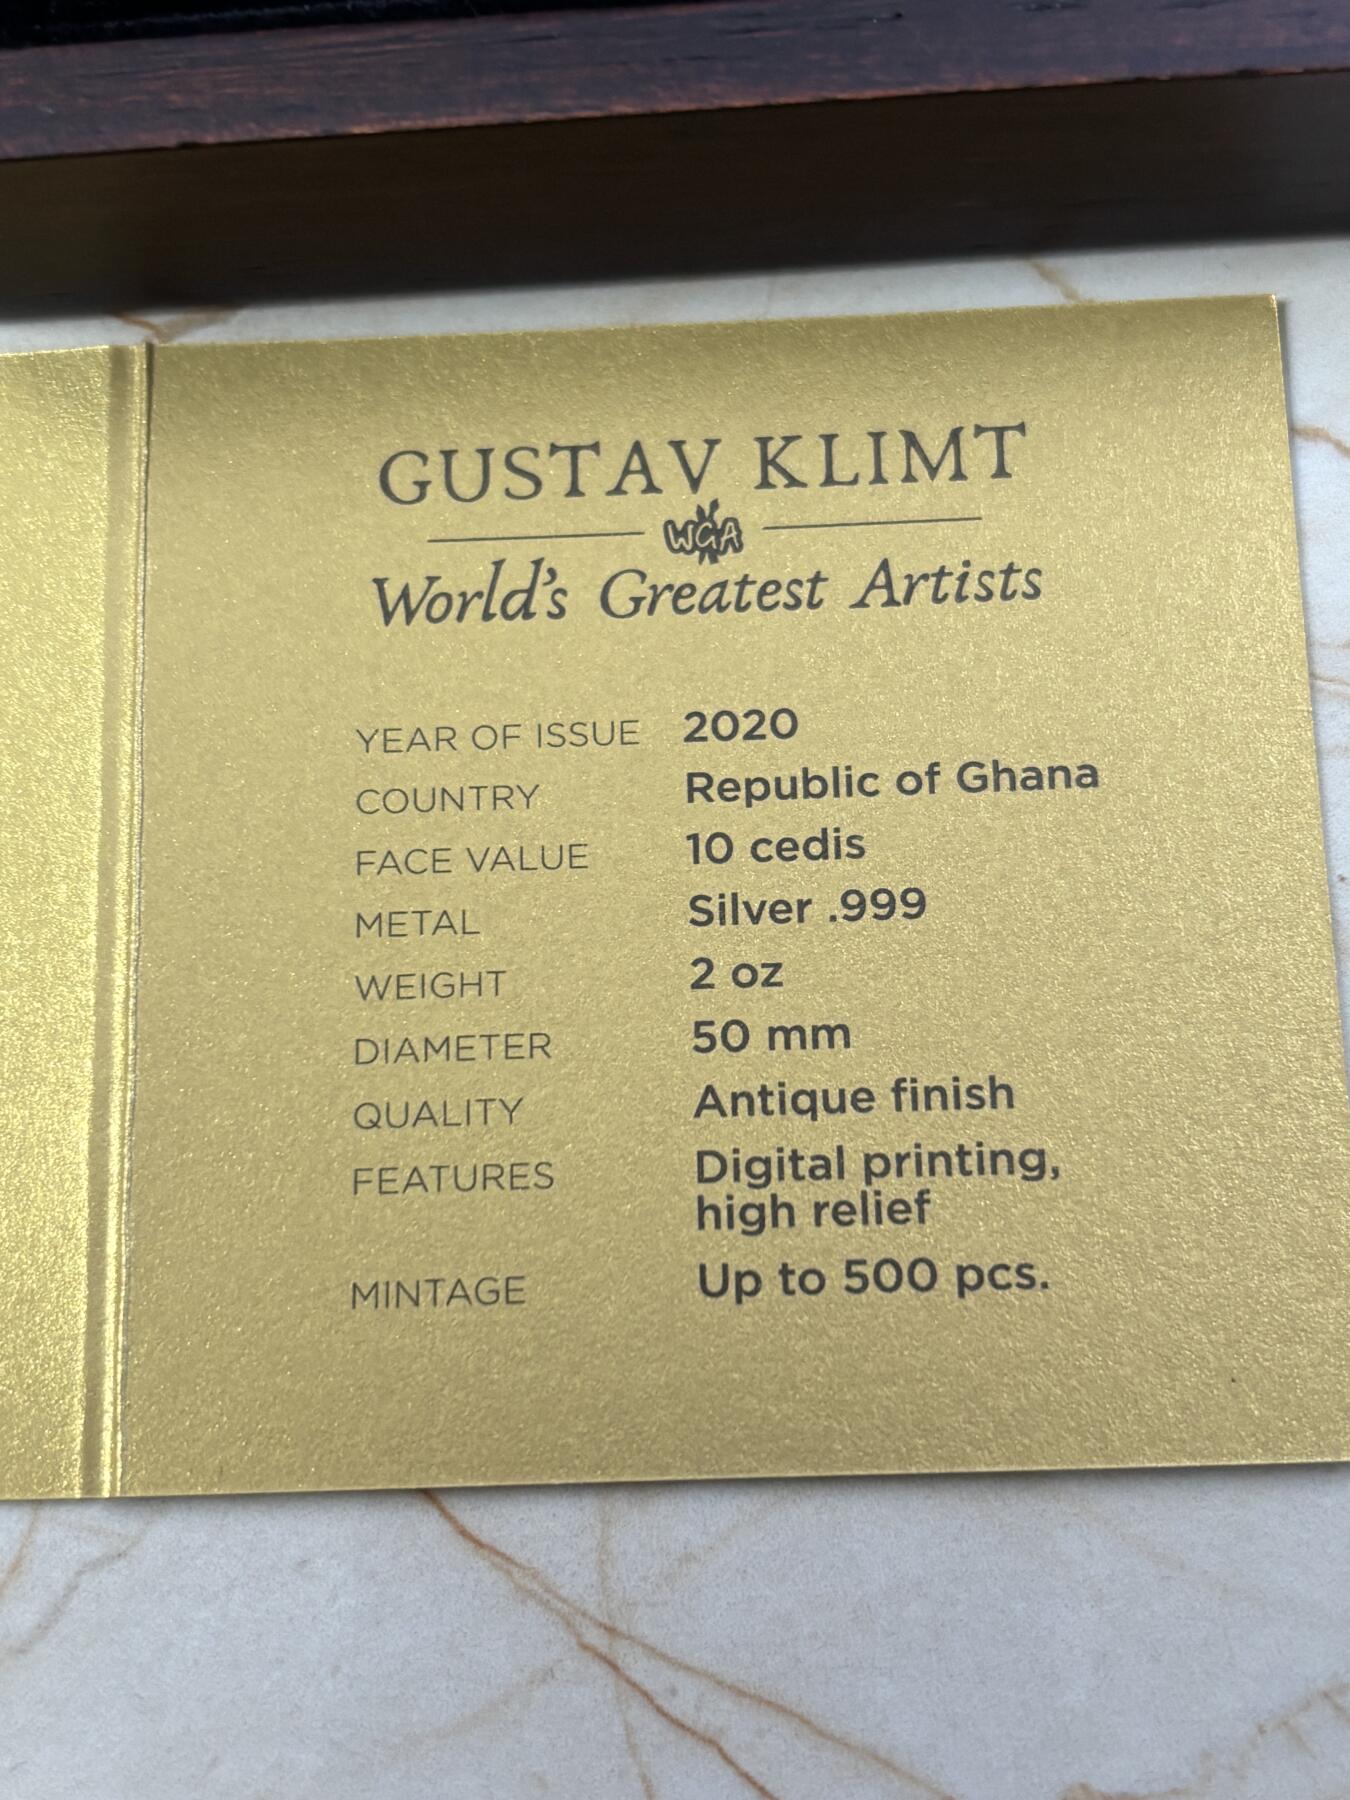 GUSTAV KLIMT
WGA
World's Greatest Artists
YEAR OF ISSUE 2020
COUNTRY Republic of Ghana
FACE VALUE 10 cedis
METAL Silver .999
WEIGHT 2 oz
DIAMETER 50 mm
QUALITY Antique finish
FEATURES Digital printing,
high relief
MINTAGE Up to 500 pcs.